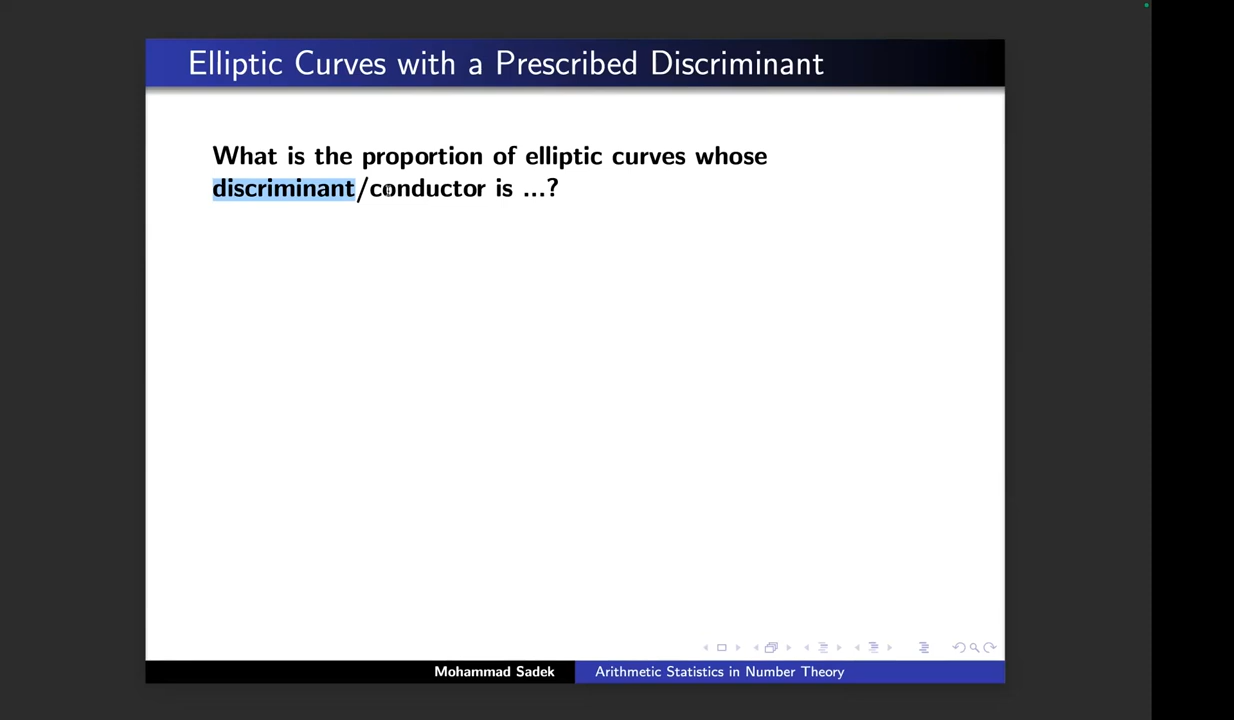 Elliptic Curves with a Prescribed Discriminant
What is the proportion of elliptic curves whose
discriminant/conductor is ...?
Mohammad Sadek
Arithmetic Statistics in Number Theory